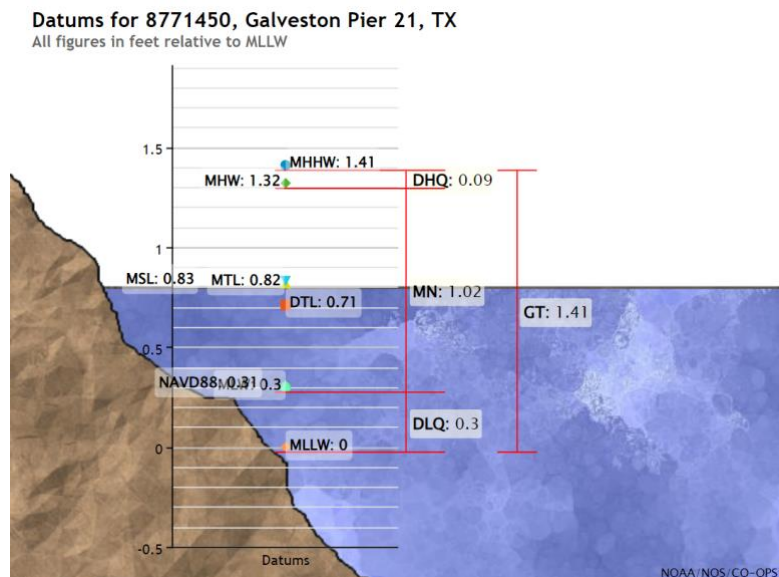 Datums for 8771450, Galveston Pier 21, TX
All figures in feet relative to MLLW
1.5
MHHW: 1.41
MHW: 1.32
DHQ: 0.09
1
MSL: 0.83
MTL: 0.82
MN: 1.02
DTL: 0.71
GT: 1.41
0.5
NAVD88: 0.31
0.3
DLQ: 0.3
0
MLLW: 0
-0.5
Datums
NOAA/NOS/CO-OPS